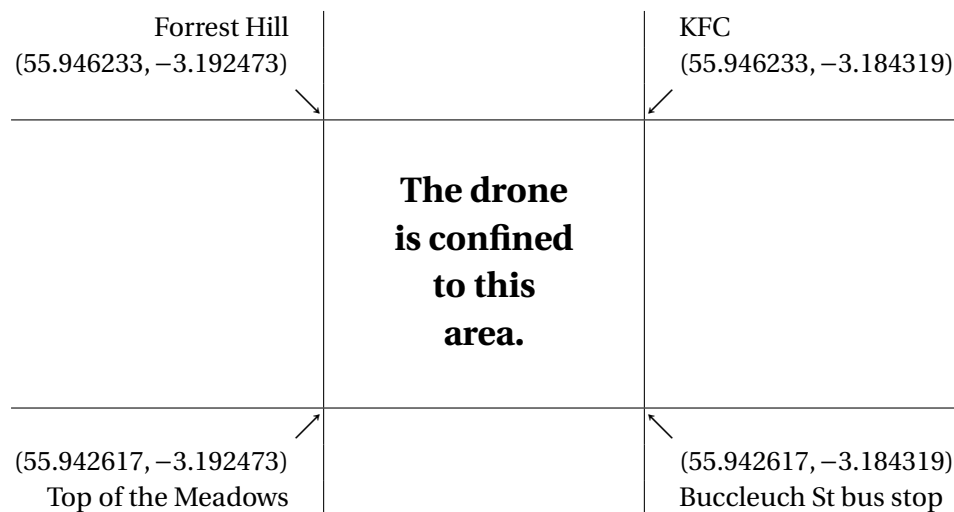 Forrest Hill
(55.946233, −3.192473)
KFC
(55.946233, −3.184319)
The drone
is confined
to this
area.
(55.942617, −3.192473)
Top of the Meadows
(55.942617, −3.184319)
Buccleuch St bus stop